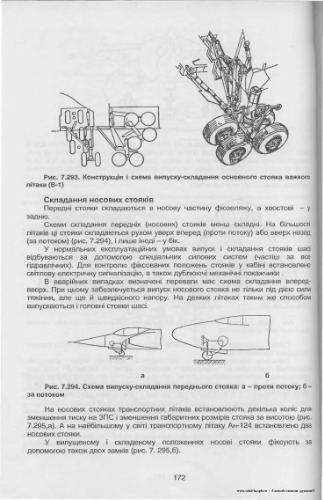 Рис. 7.293. Конструкція і схема випуску-складання основного стояка важкого
літака (В-1)
Складання носових стояків
Передні стояки складаються в носову частину фюзеляжу, а хвостові – у
задню.
Схеми складання передніх (носових) стояків менш складні. На більшості
літаків ці стояки складаються рухом уверх вперед (проти потоку) або вверх назад
(за потоком) (рис. 7.294), і лише іноді – у бік.
У нормальних експлуатаційних умовах випуск і складання стояків шасі
відбуваються за допомогою спеціальних силових систем (частіш за все
гідравлічних). Для контролю фіксованих положень стояків у кабіні встановлено
світлову електричну сигналізацію, а також дублюючі механічні покажчики .
В аварійних випадках визначені переваги має схема складання вперед-
вверх. При цьому забезпечується випуск носового стояка не тільки під дією сили
тяжіння, але ще й швидкісного напору. На деяких літаках таким же способом
випускаються і головні стояки шасі.
а
б
Рис. 7.294. Схема випуску-складання переднього стояка: а – проти потоку; б –
за потоком
На носових стояках транспортних літаків встановлюють декілька коліс для
зменшення тиску на ЗПС і зменшення габаритних розмірів стояка за висотою (рис.
7.295,а). А на найбільшому у світі транспортному літаку Ан-124 встановлено два
носових стояки.
У випущеному і складеному положеннях носові стояки фіксують за
допомогою також двох замків (рис. 7. 295,б).
172